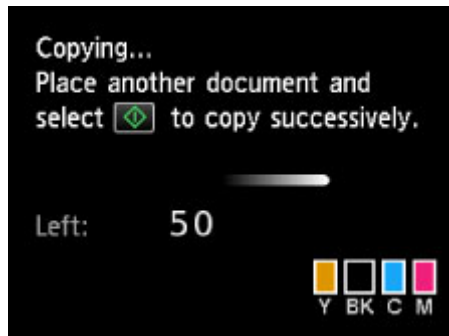 Copying...
Place another document and
select to copy successively.
Left: 50
Y BK C M